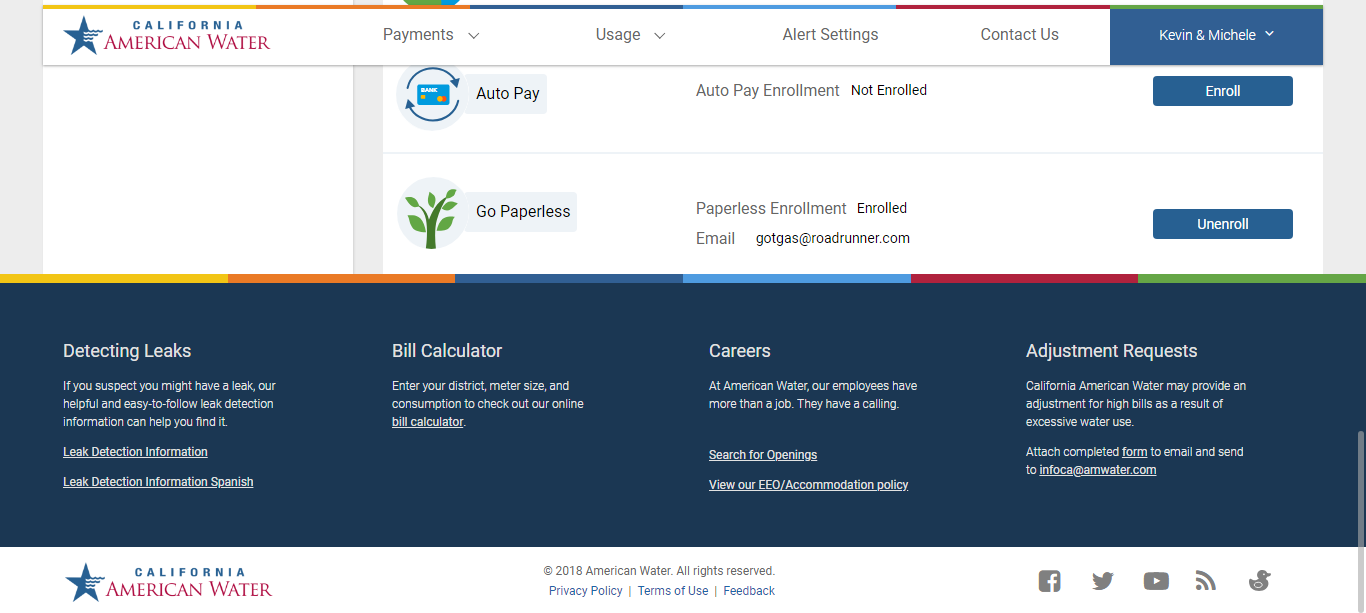 CALIFORNIA
AMERICAN WATER
Payments
Usage
Alert Settings
Contact Us
Kevin & Michele
BANK
Auto Pay
Auto Pay Enrollment Not Enrolled
Enroll
Go Paperless
Paperless Enrollment Enrolled
Email gotgas@roadrunner.com
Unenroll
Detecting Leaks
If you suspect you might have a leak, our
helpful and easy-to-follow leak detection
information can help you find it.
Leak Detection Information
Leak Detection Information Spanish
Bill Calculator
Enter your district, meter size, and
consumption to check out our online
bill calculator.
Careers
At American Water, our employees have
more than a job. They have a calling.
Search for Openings
View our EEO/Accommodation policy
Adjustment Requests
California American Water may provide an
adjustment for high bills as a result of
excessive water use.
Attach completed form to email and send
to infoca@amwater.com
CALIFORNIA
AMERICAN WATER
© 2018 American Water. All rights reserved.
Privacy Policy | Terms of Use | Feedback